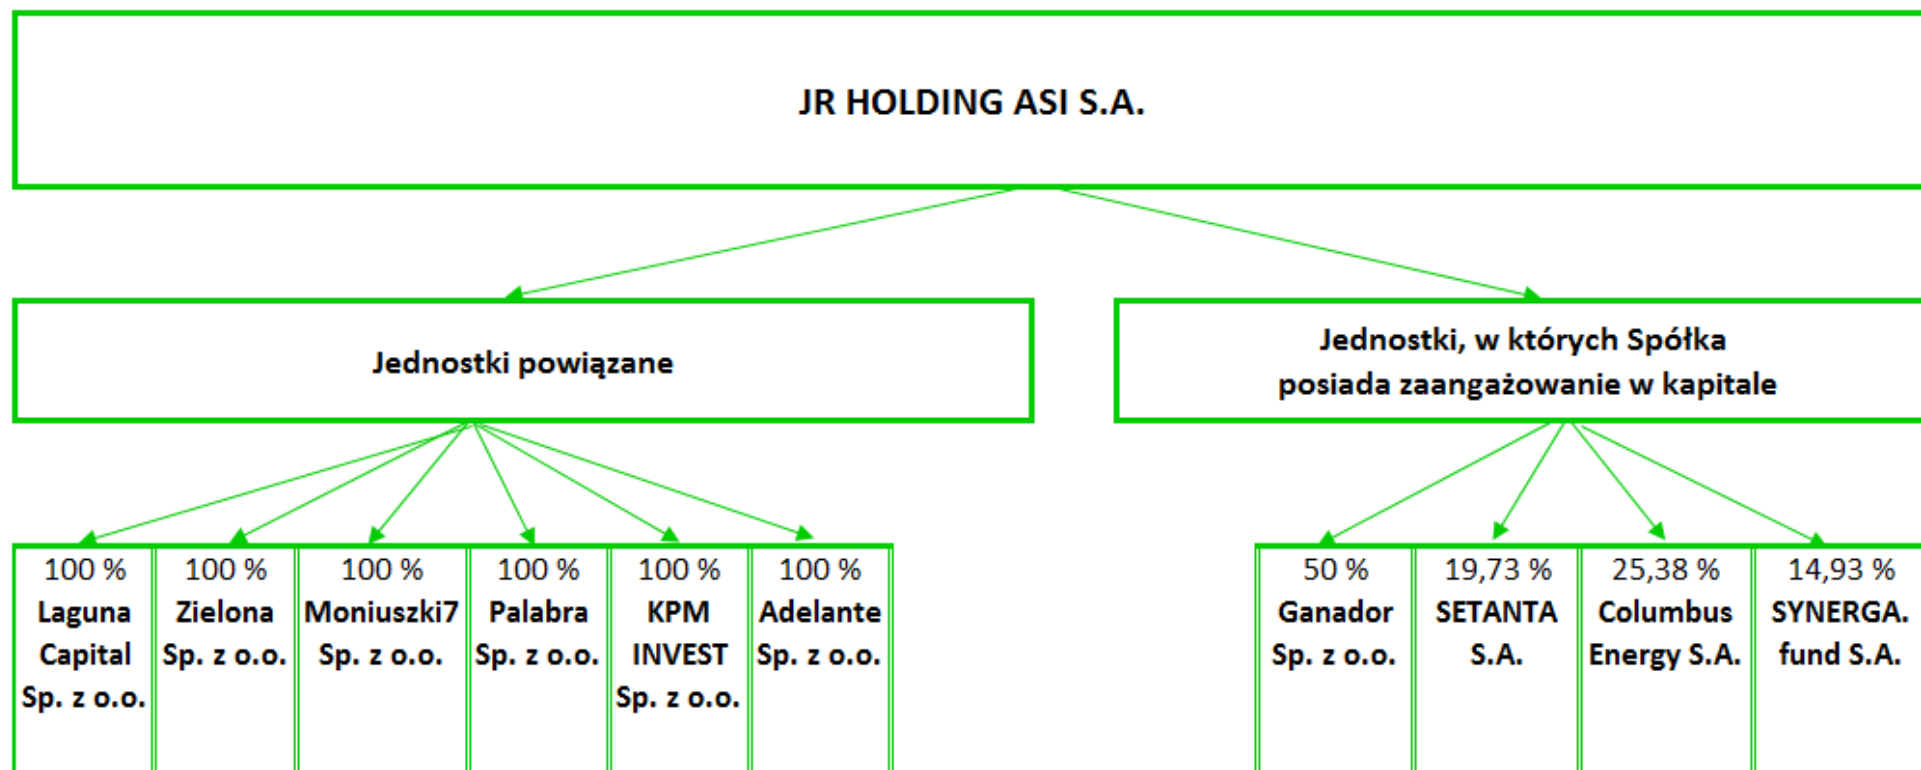 JR HOLDING ASI S.A.
Jednostki powiązane
Jednostki, w których Spółka
posiada zaangażowanie w kapitale
100 %
Laguna
Capital
Sp. z o.o.
100 %
Zielona
Sp. z o.o.
100 %
Moniuszki7
Sp. z o.o.
100 %
Palabra
Sp. z o.o.
100 %
KPM
INVEST
Sp. z o.o.
100 %
Adelante
Sp. z o.o.
50 %
Ganador
Sp. z o.o.
19,73 %
SETANTA
S.A.
25,38 %
Columbus
Energy S.A.
14,93 %
SYNERGA.
fund S.A.